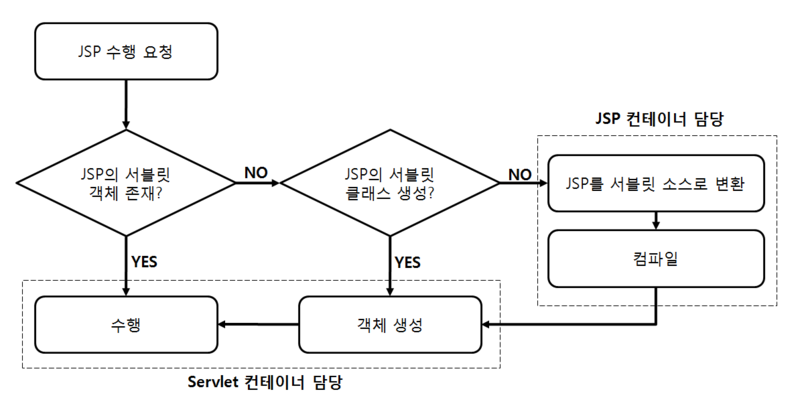 JSP 수행 요청
JSP 컨테이너 담당
JSP의 서블릿
객체 존재?
NO
JSP의 서블릿
클래스 생성?
NO
JSP를 서블릿 소스로 변환
컴파일
YES
YES
수행
객체 생성
Servlet 컨테이너 담당